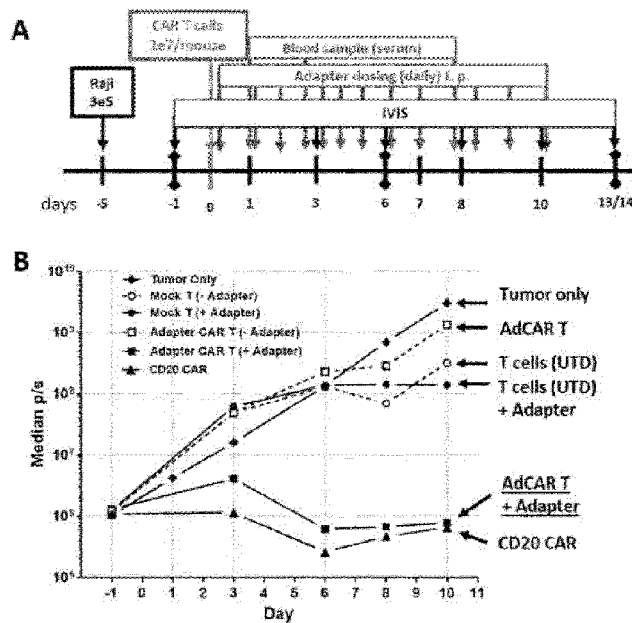 A
CAR T cells
2e7/mouse
Blood sample (serum)
Adapter dosing (daily) i. p.
Raji
3e5
IVIS
days
-5 -1 0 1 3 6 7 8 10 13/14
B
Tumor Only
Mock T (- Adapter)
Mock T (+ Adapter)
Adapter CAR T (- Adapter)
Adapter CAR T (+ Adapter)
CD20 CAR
Tumor only
AdCAR T
T cells (UTD)
T cells (UTD)
+ Adapter
AdCAR T
+ Adapter
CD20 CAR
Median p/s
10⁸
10⁷
-1 0 1 2 3 4 5 6 7 8 9 10 11
Day